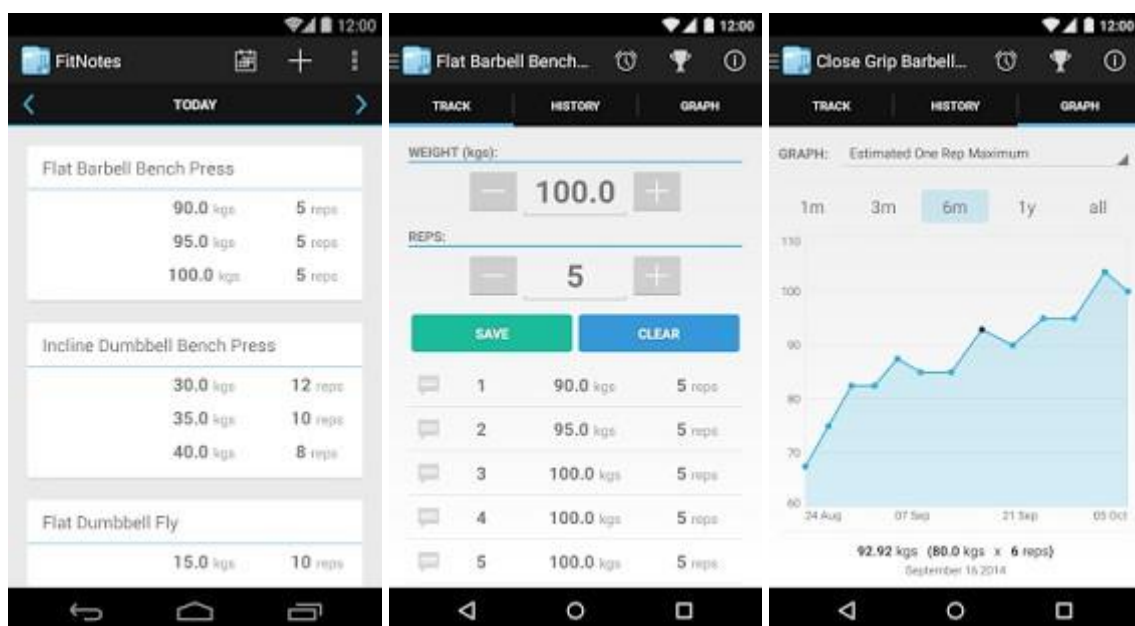 12:00
FitNotes
TODAY
Flat Barbell Bench Press
90.0 kgs 5 reps
95.0 kgs 5 reps
100.0 kgs 5 reps
Incline Dumbbell Bench Press
30.0 kgs 12 reps
35.0 kgs 10 reps
40.0 kgs 8 reps
Flat Dumbbell Fly
15.0 kgs 10 reps
12:00
Flat Barbell Bench...
TRACK HISTORY GRAPH
WEIGHT (kgs):
100.0
REPS:
5
SAVE CLEAR
1 90.0 kgs 5 reps
2 95.0 kgs 5 reps
3 100.0 kgs 5 reps
4 100.0 kgs 5 reps
5 100.0 kgs 5 reps
12:00
Close Grip Barbell...
TRACK HISTORY GRAPH
GRAPH: Estimated One Rep Maximum
1m 3m 6m 1y all
110
100
90
80
70
60
24 Aug 07 Sep 21 Sep 05 Oct
92.92 kgs (80.0 kgs x 6 reps)
September 16 2014